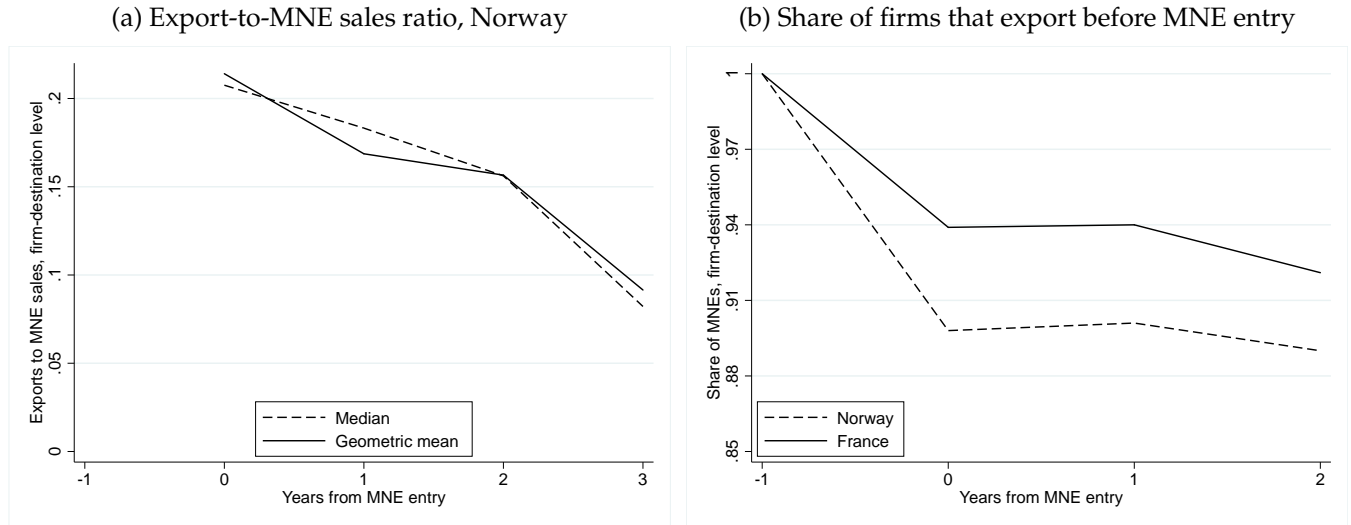 (a) Export-to-MNE sales ratio, Norway
Exports to MNE sales, firm-destination level
.2
.15
.1
.05
0
-1 0 1 2 3
Years from MNE entry
Median
Geometric mean
(b) Share of firms that export before MNE entry
Share of MNEs, firm-destination level
1
.97
.94
.91
.88
.85
-1 0 1 2
Years from MNE entry
Norway
France